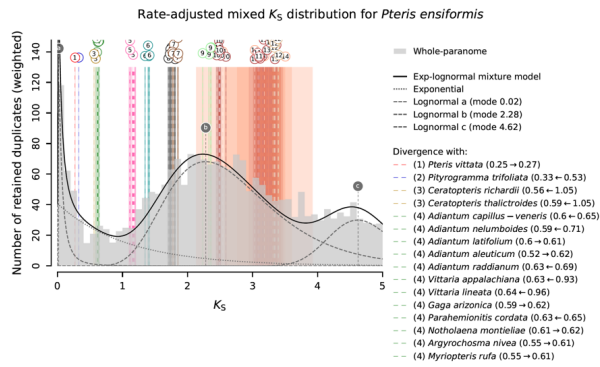 Rate-adjusted mixed KS distribution for Pteris ensiformis
Number of retained duplicates (weighted)
140
120
100
80
60
40
20
0
0
1
2
3
4
5
KS
a
b
c
Whole-paranome
Exp-lognormal mixture model
Exponential
Lognormal a (mode 0.02)
Lognormal b (mode 2.28)
Lognormal c (mode 4.62)
Divergence with:
(1) Pteris vittata (0.25→0.27)
(2) Pityrogramma trifoliata (0.33←0.53)
(3) Ceratopteris richardii (0.56←1.05)
(3) Ceratopteris thalictroides (0.59←1.05)
(4) Adiantum capillus−veneris (0.6←0.65)
(4) Adiantum nelumboides (0.59←0.71)
(4) Adiantum latifolium (0.6→0.61)
(4) Adiantum aleuticum (0.52→0.62)
(4) Adiantum raddianum (0.63←0.69)
(4) Vittaria appalachiana (0.63←0.93)
(4) Vittaria lineata (0.64←0.96)
(4) Gaga arizonica (0.59→0.62)
(4) Parahemionitis cordata (0.63←0.65)
(4) Notholaena montieliae (0.61→0.62)
(4) Argyrochosma nivea (0.55→0.61)
(4) Myriopteris rufa (0.55→0.61)